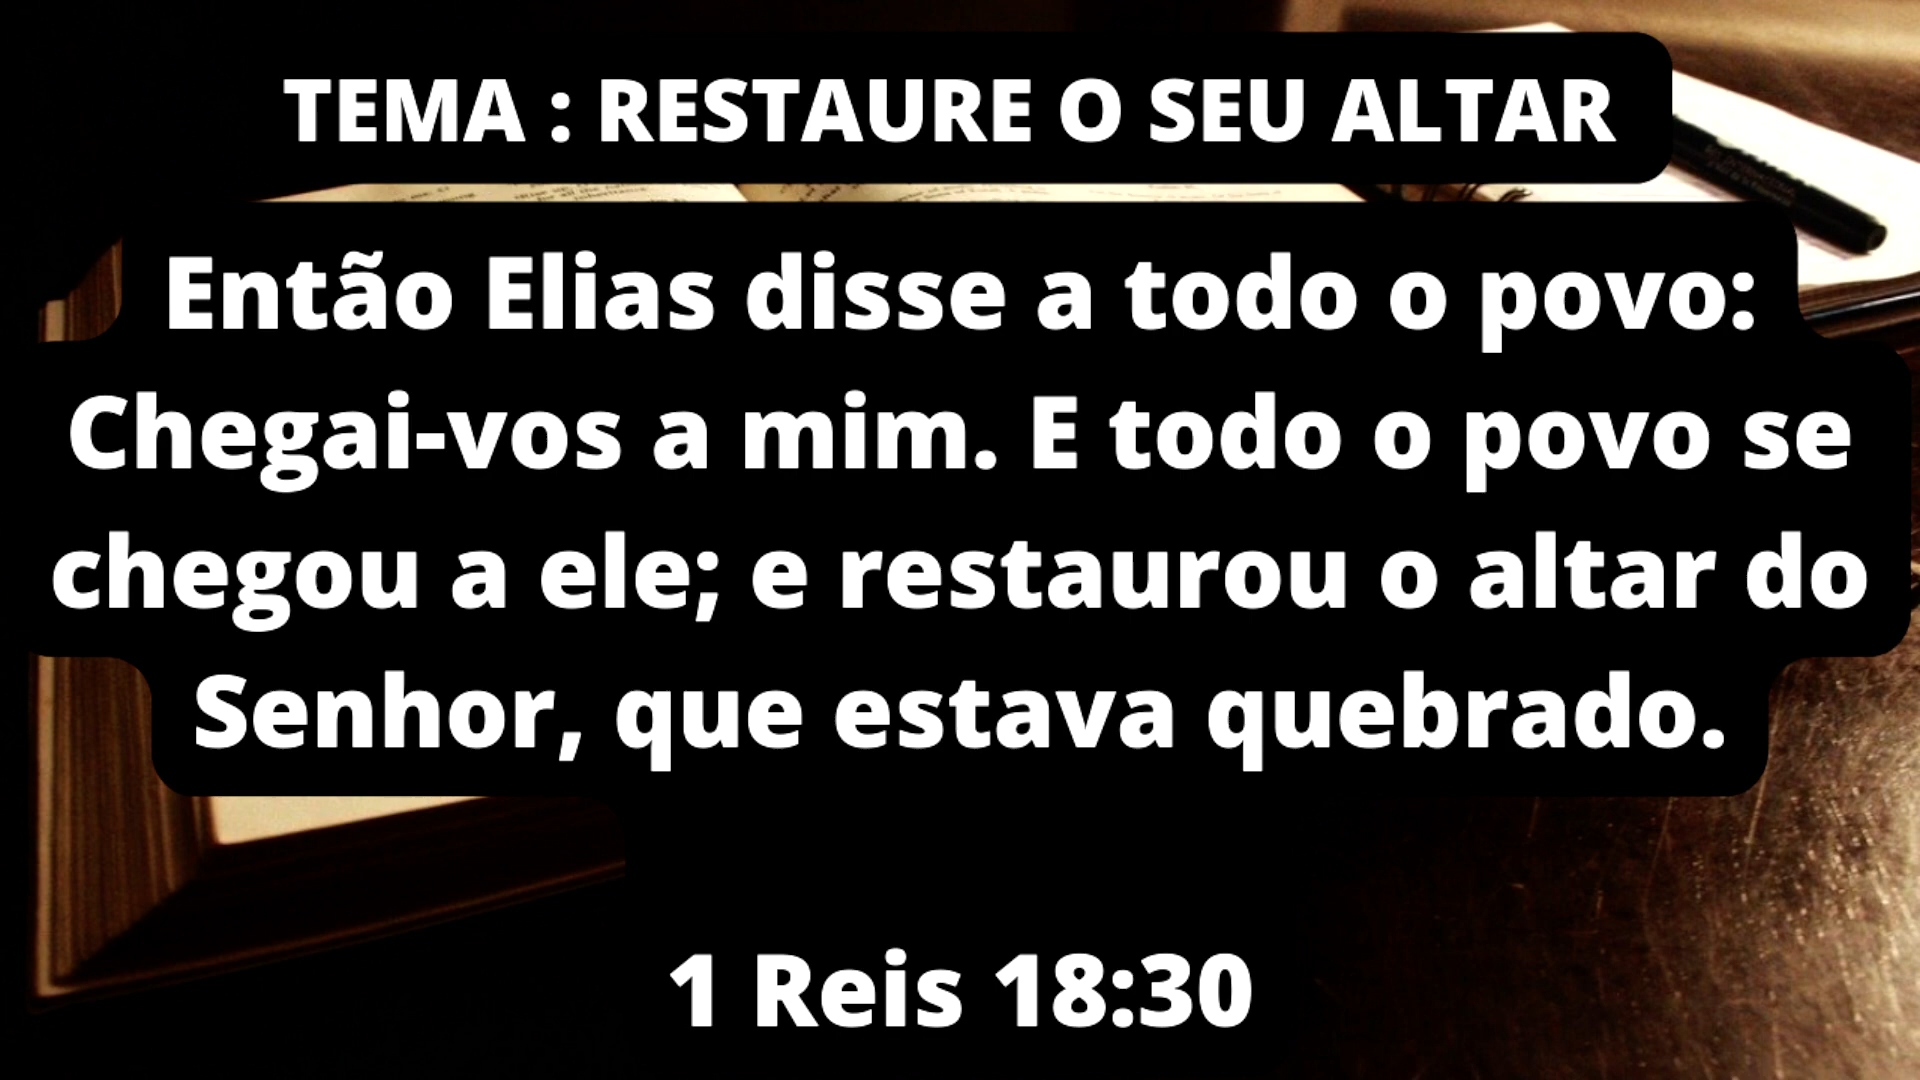 TEMA : RESTAURE O SEU ALTAR
Então Elias disse a todo o povo:
Chegai-vos a mim. E todo o povo se
chegou a ele; e restaurou o altar do
Senhor, que estava quebrado.
1 Reis 18:30